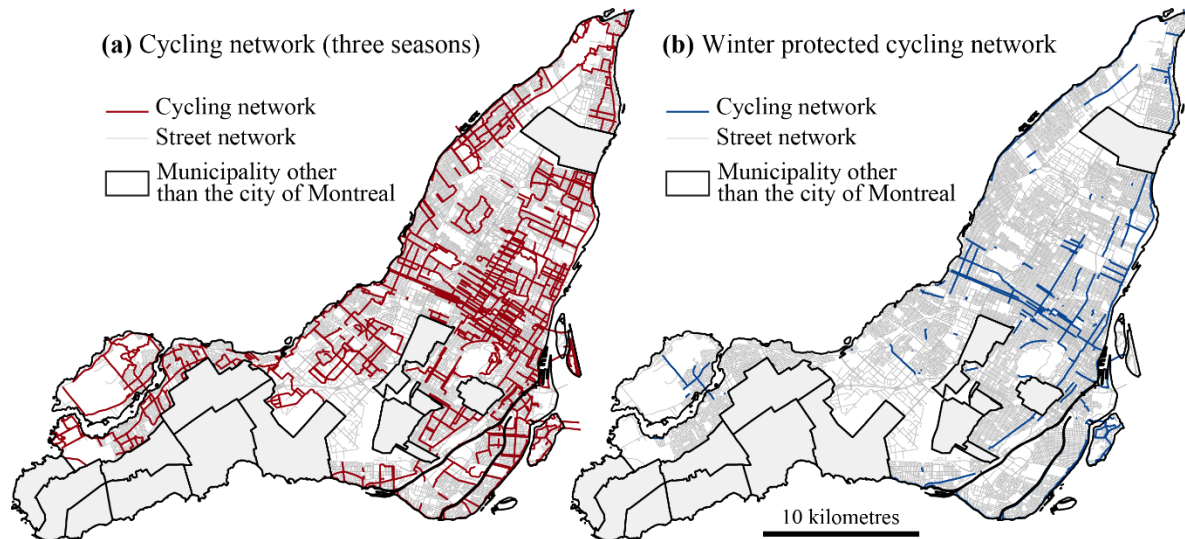 (a) Cycling network (three seasons)
Cycling network
Street network
Municipality other
than the city of Montreal
(b) Winter protected cycling network
Cycling network
Street network
Municipality other
than the city of Montreal
10 kilometres